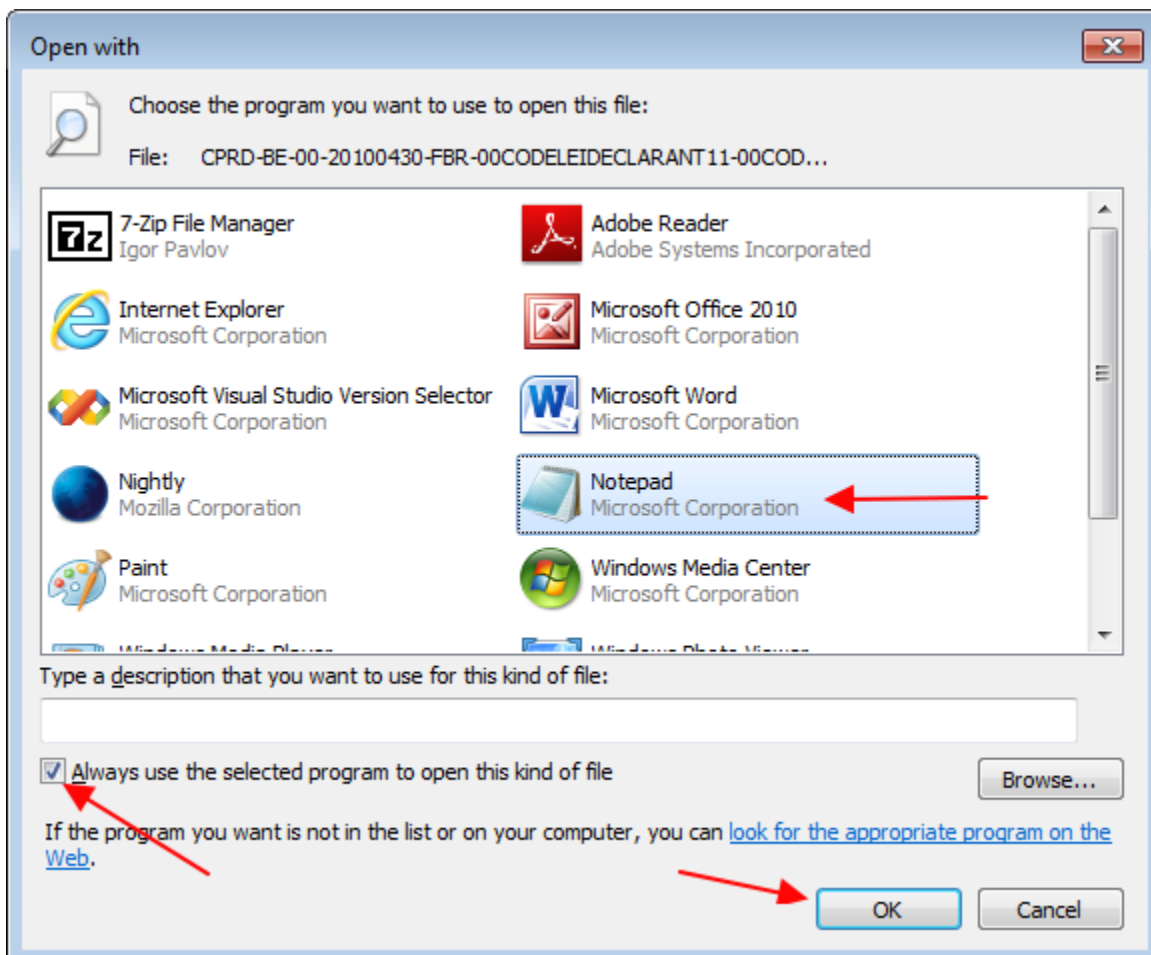 Open with
Choose the program you want to use to open this file:
File: CPRD-BE-00-20100430-FBR-00CODELEIDECLARANT11-00COD...
7-Zip File Manager
Igor Pavlov
Adobe Reader
Adobe Systems Incorporated
Internet Explorer
Microsoft Corporation
Microsoft Office 2010
Microsoft Corporation
Microsoft Visual Studio Version Selector
Microsoft Corporation
Microsoft Word
Microsoft Corporation
Nightly
Mozilla Corporation
Notepad
Microsoft Corporation
Paint
Microsoft Corporation
Windows Media Center
Microsoft Corporation
Windows Media Player
Windows Photo Viewer
Type a description that you want to use for this kind of file:
Always use the selected program to open this kind of file
Browse...
If the program you want is not in the list or on your computer, you can look for the appropriate program on the
Web.
OK
Cancel